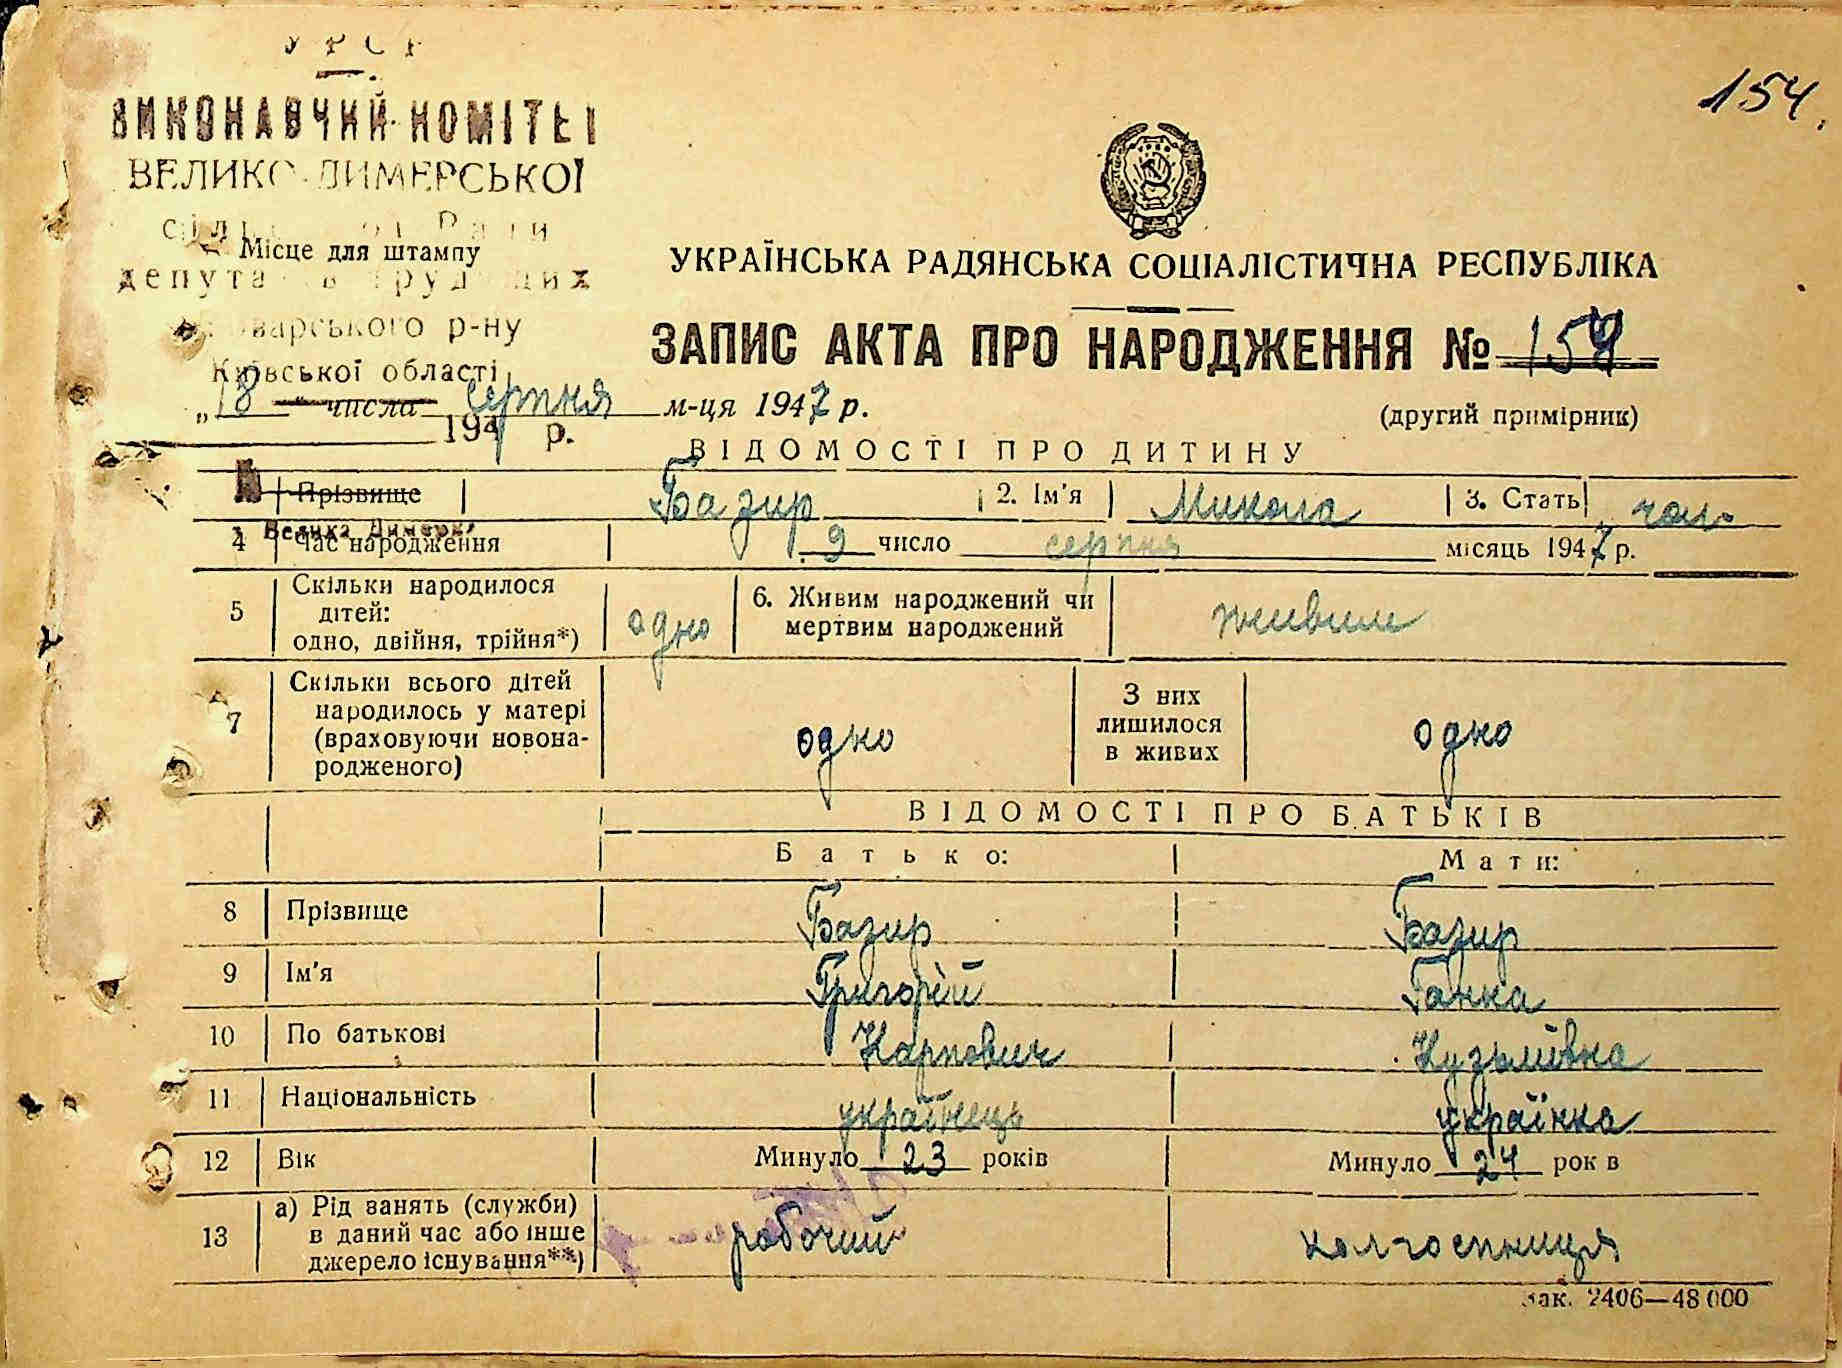 УРСР
154.
ВИКОНАВЧИЙ КОМІТЕТ
ВЕЛИКО-ДИМЕРСЬКОЇ
Місце для штампу
УКРАЇНСЬКА РАДЯНСЬКА СОЦІАЛІСТИЧНА РЕСПУБЛІКА
р-ну
ЗАПИС АКТА ПРО НАРОДЖЕННЯ № 154
Київської області
„18 " числа серпня м-ця 1947 р.
(другий примірник)
194 р.
ВІДОМОСТІ ПРО ДИТИНУ
Прізвище Базир 2. Ім'я Микола 3. Стать чол.
Велика Димерка
4 Час народження 9 число серпня місяць 1947 р.
5 Скільки народилося дітей: одно, двійня, трійня*) одно 6. Живим народжений чи мертвим народжений живим
7 Скільки всього дітей народилось у матері (враховуючи новонародженого) одно З них лишилося в живих одно
ВІДОМОСТІ ПРО БАТЬКІВ
Батько: Мати:
8 Прізвище Базир Базир
9 Ім'я Григорій Ганна
10 По батькові Карпович Кузьмівна
11 Національність українець українка
12 Вік Минуло 23 років Минуло 24 рок в
13 а) Рід занять (служби) в даний час або інше джерело існування**) робочий колгоспниця
Зак. 2406—48 000